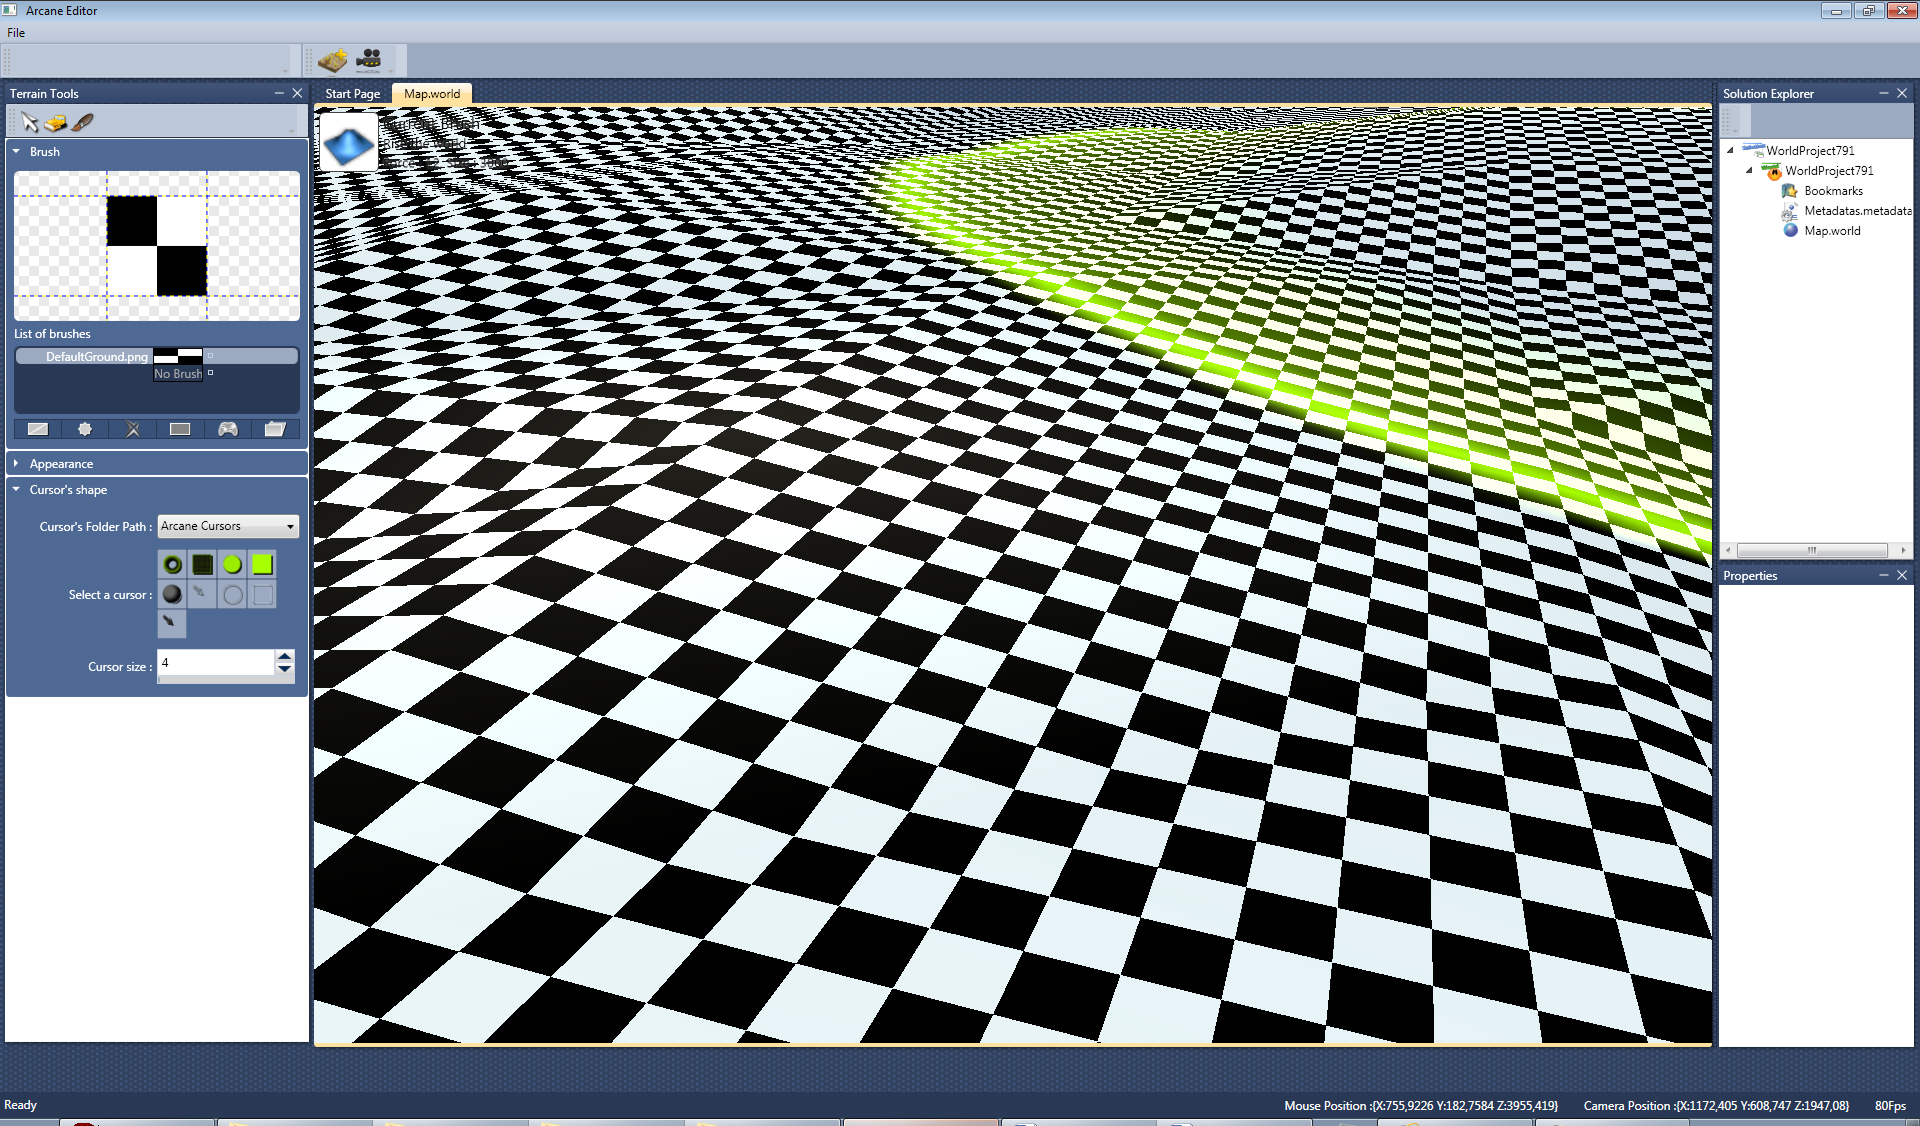 Arcane Editor
File
Terrain Tools
Brush
List of brushes
DefaultGround.png
No Brush
Appearance
Cursor's shape
Cursor's Folder Path :
Arcane Cursors
Select a cursor :
Cursor size :
4
Start Page
Map.world
Solution Explorer
WorldProject791
WorldProject791
Bookmarks
Metadatas.metadata
Map.world
Properties
Ready
Mouse Position :{X:755,9226 Y:182,7584 Z:3955,419}
Camera Position :{X:1172,405 Y:608,747 Z:1947,08}
80Fps